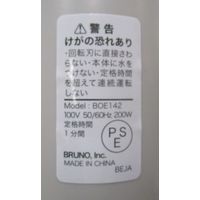 ⚠警告
けがの恐れあり
・回転刃に直接さわ
らない・本体に水を
つけない・定格時間
を超えて連続運転
しない
Model : BOE142
100V 50/60Hz 200W
定格時間
1分間
PS
E
BRUNO, Inc.
MADE IN CHINA
BEJA